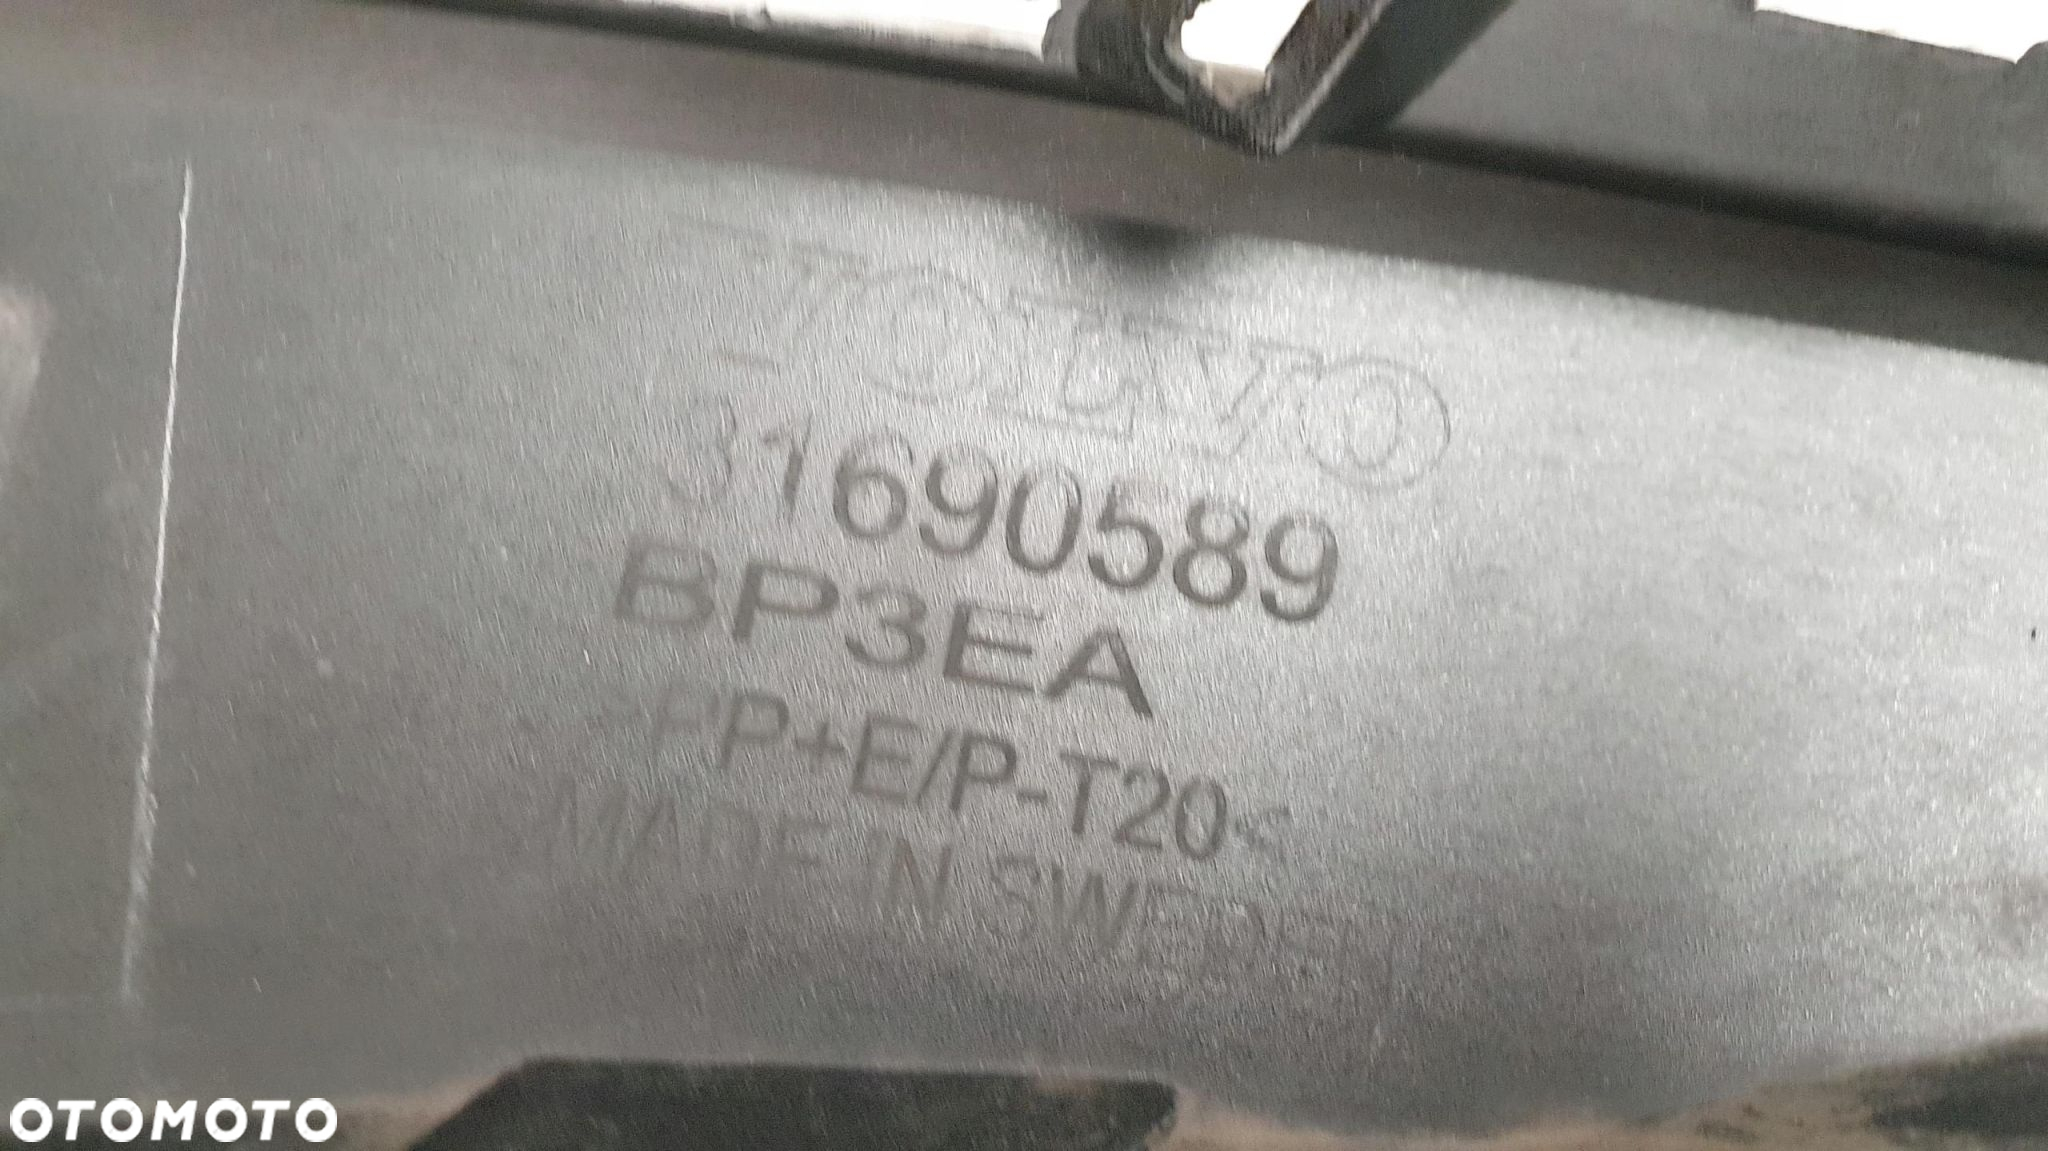 VOLVO
31690589
BP3EA
>PP+E/P-T20<
MADE IN SWEDEN
OTOMOTO